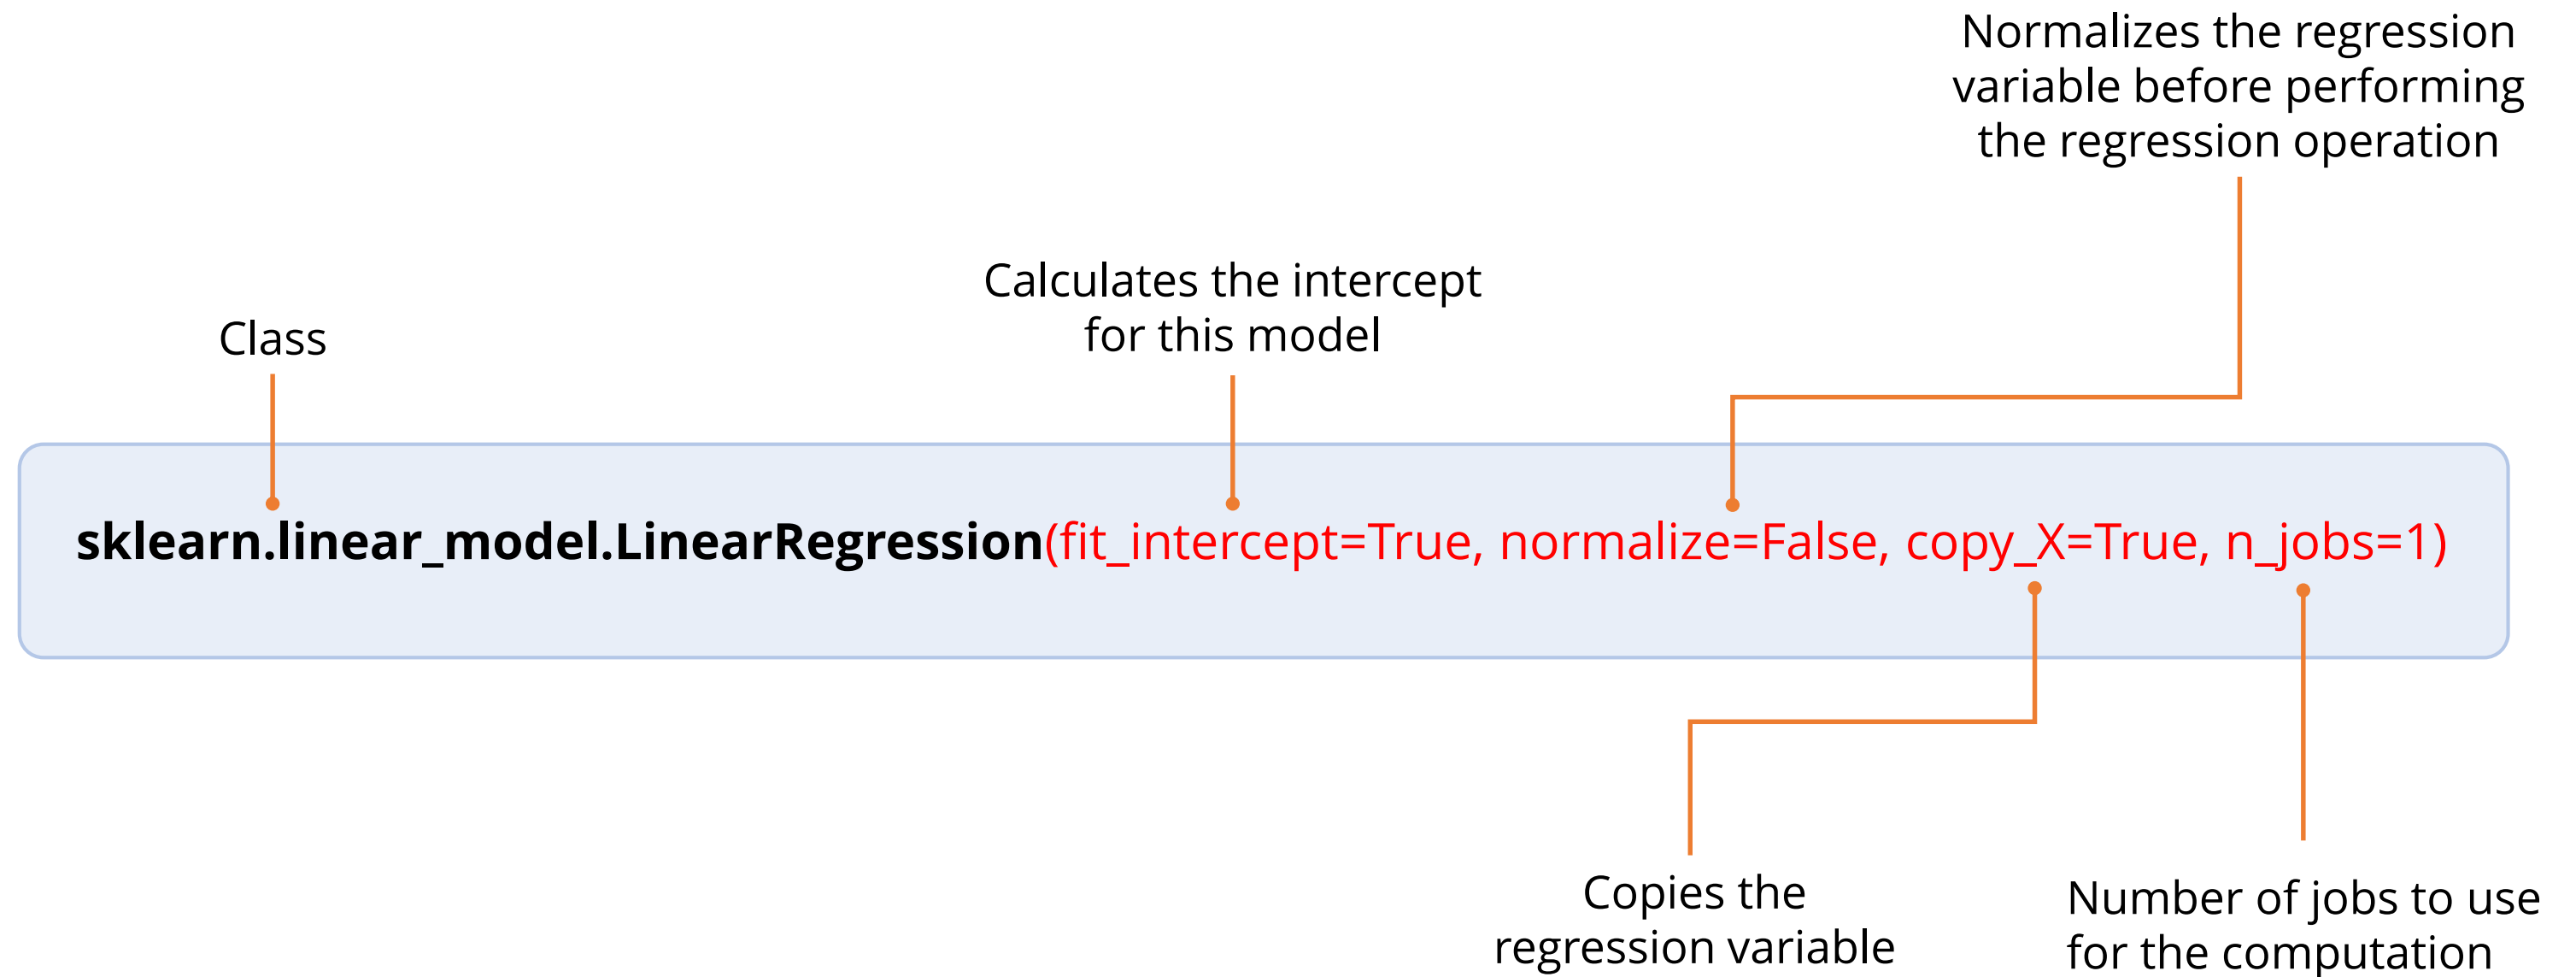 Normalizes the regression
variable before performing
the regression operation
Calculates the intercept
for this model
Class
sklearn.linear_model.LinearRegression(fit_intercept=True, normalize=False, copy_X=True, n_jobs=1)
Copies the
regression variable
Number of jobs to use
for the computation